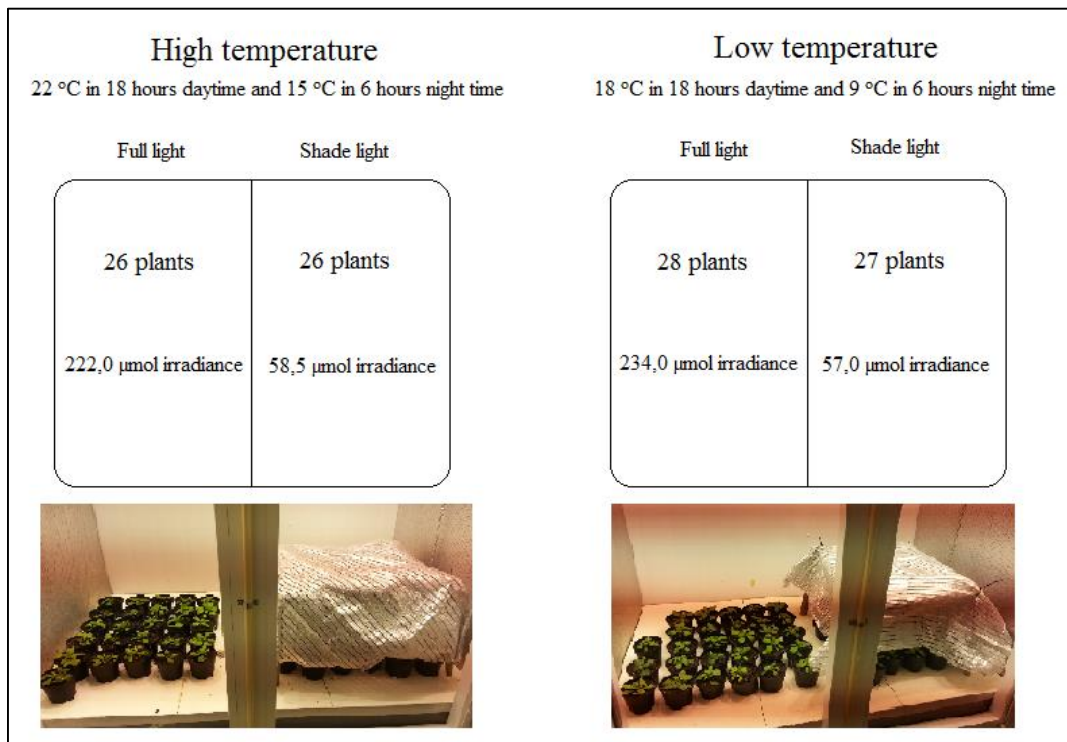 High temperature
22 °C in 18 hours daytime and 15 °C in 6 hours night time
Full light
Shade light
26 plants
26 plants
222,0 μmol irradiance
58,5 μmol irradiance
Low temperature
18 °C in 18 hours daytime and 9 °C in 6 hours night time
Full light
Shade light
28 plants
27 plants
234,0 μmol irradiance
57,0 μmol irradiance